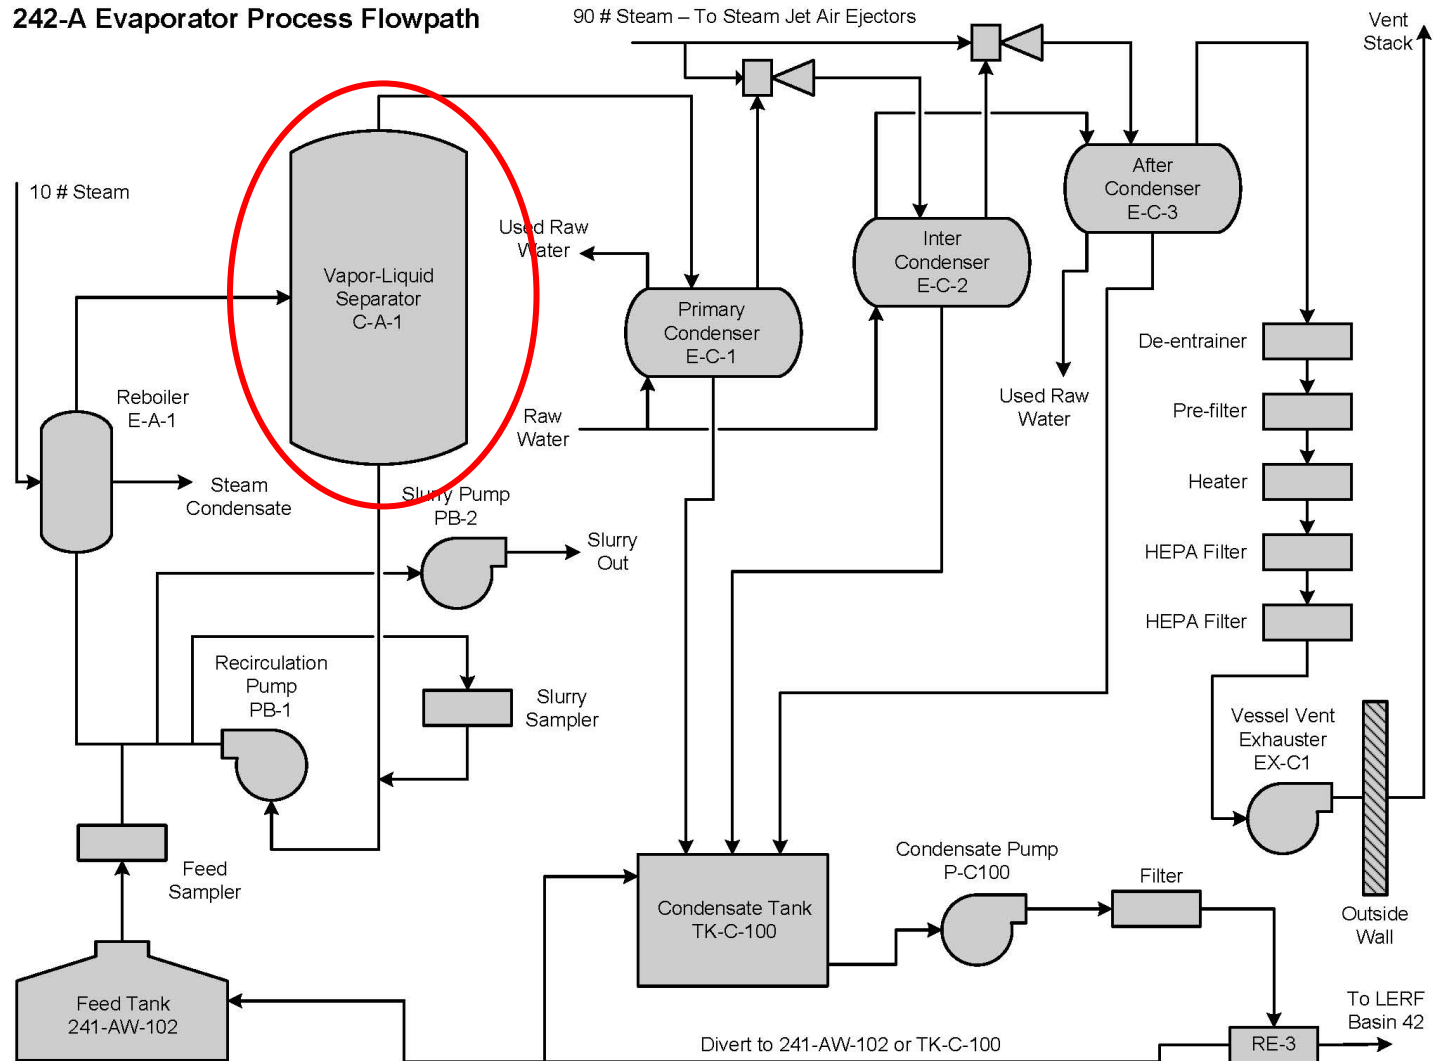 242-A Evaporator Process Flowpath
90 # Steam – To Steam Jet Air Ejectors
Vent
Stack
10 # Steam
Vapor-Liquid
Separator
C-A-1
Used Raw
Water
Primary
Condenser
E-C-1
Inter
Condenser
E-C-2
After
Condenser
E-C-3
Used Raw
Water
De-entrainer
Pre-filter
Heater
HEPA Filter
HEPA Filter
Reboiler
E-A-1
Steam
Condensate
Raw
Water
Slurry Pump
PB-2
Slurry
Out
Recirculation
Pump
PB-1
Slurry
Sampler
Vessel Vent
Exhauster
EX-C1
Outside
Wall
Feed
Sampler
Feed Tank
241-AW-102
Condensate Tank
TK-C-100
Condensate Pump
P-C100
Filter
To LERF
Basin 42
RE-3
Divert to 241-AW-102 or TK-C-100